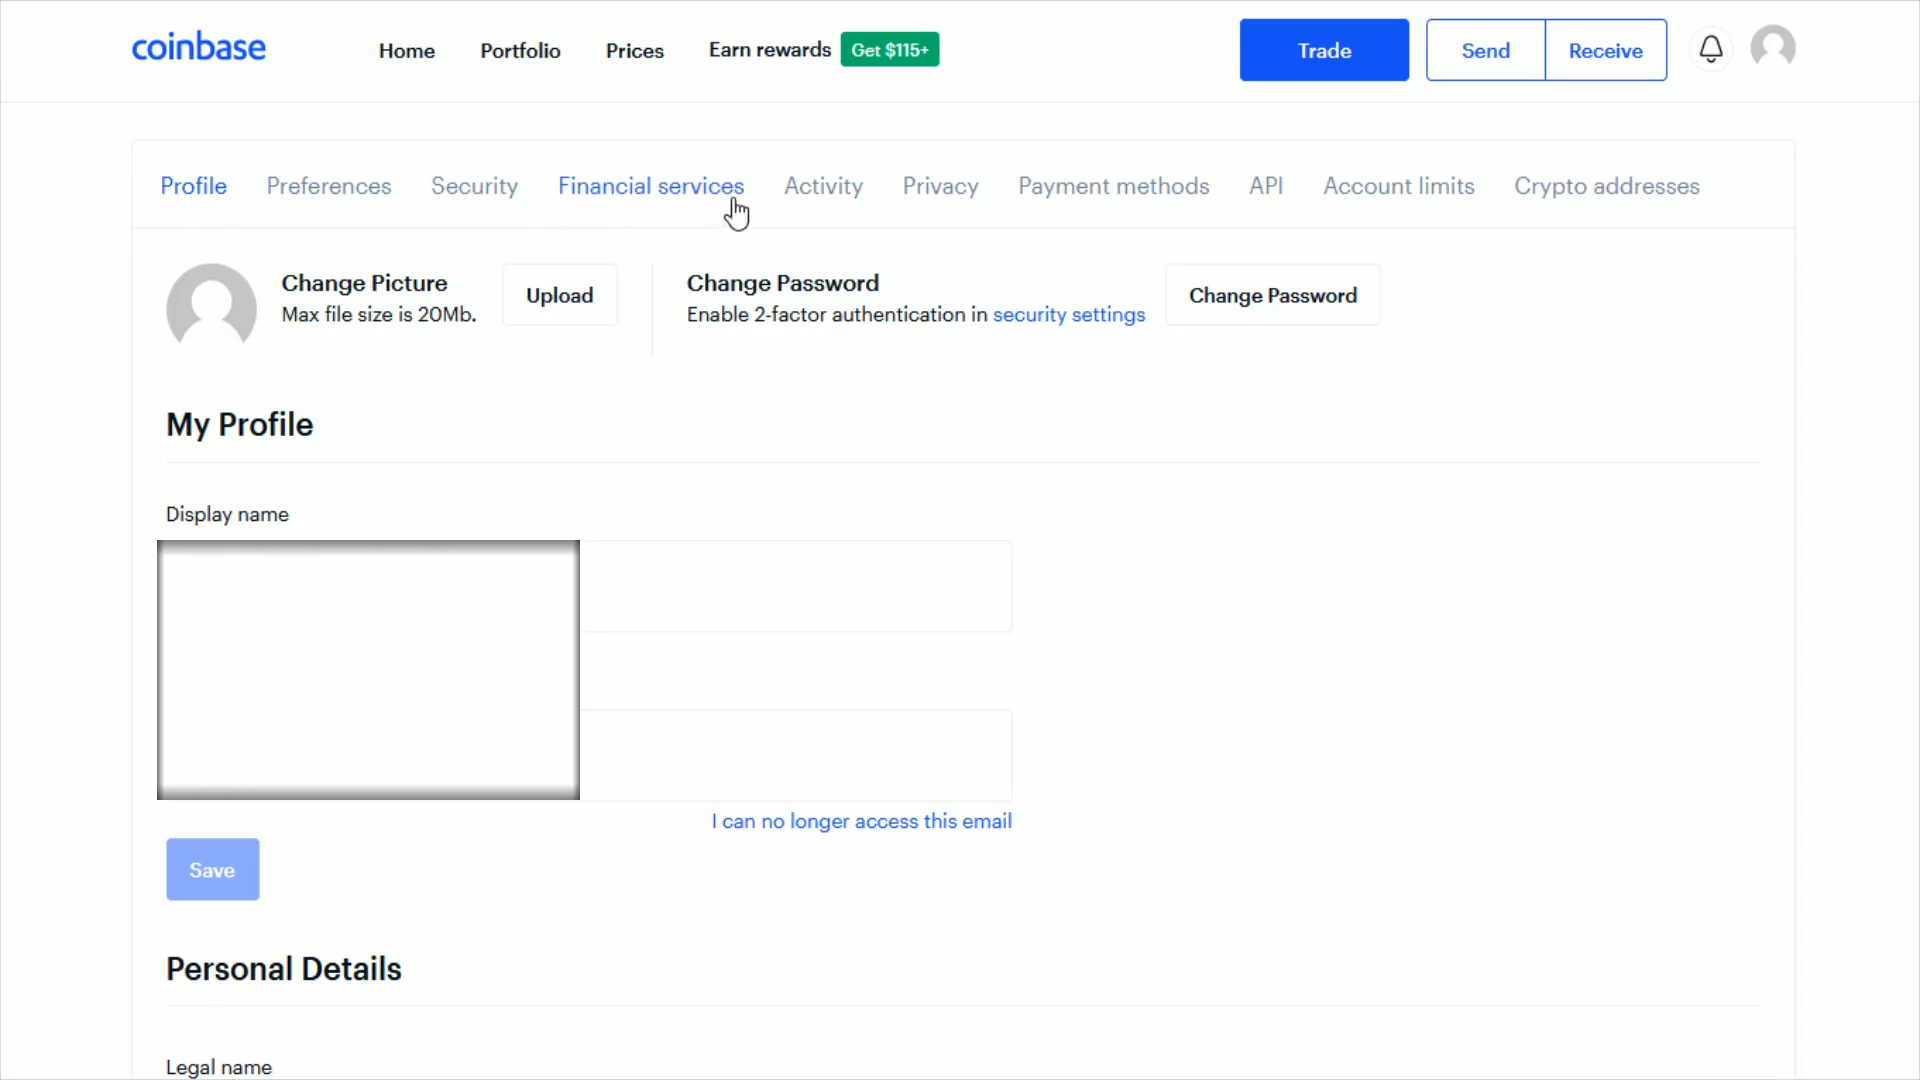 coinbase
Home Portfolio Prices Earn rewards Get $115+
Trade Send Receive
Profile Preferences Security Financial services Activity Privacy Payment methods API Account limits Crypto addresses
Change Picture
Max file size is 20Mb.
Upload
Change Password
Enable 2-factor authentication in security settings
Change Password
My Profile
Display name
I can no longer access this email
Save
Personal Details
Legal name